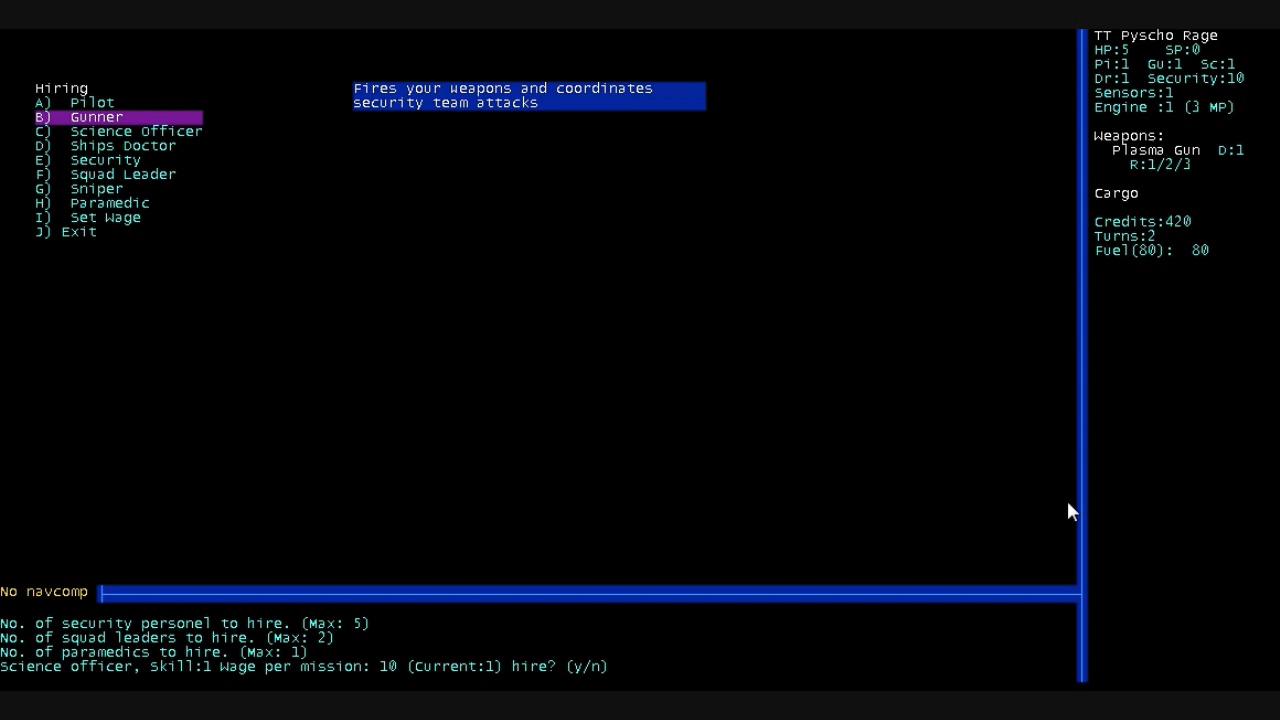 Hiring
A) Pilot
B) Gunner
C) Science Officer
D) Ships Doctor
E) Security
F) Squad Leader
G) Sniper
H) Paramedic
I) Set Wage
J) Exit
Fires your weapons and coordinates
security team attacks
TT Pyscho Rage
HP:5 SP:0
Pi:1 Gu:1 Sc:1
Dr:1 Security:10
Sensors:1
Engine :1 (3 MP)
Weapons:
Plasma Gun D:1
R:1/2/3
Cargo
Credits:420
Turns:2
Fuel(80): 80
No navcomp
No. of security personel to hire. (Max: 5)
No. of squad leaders to hire. (Max: 2)
No. of paramedics to hire. (Max: 1)
Science officer, Skill:1 Wage per mission: 10 (Current:1) hire? (y/n)